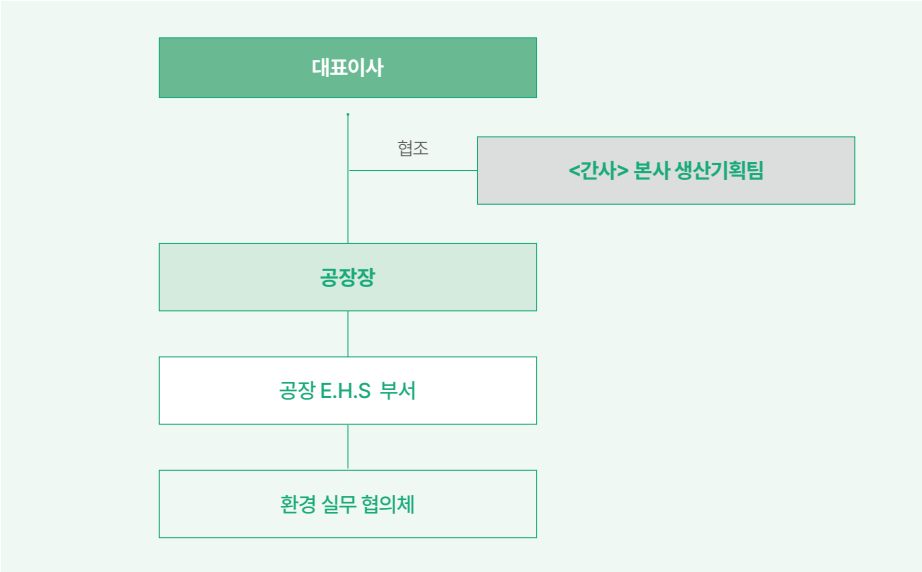 대표이사
협조
<간사> 본사 생산기획팀
공장장
공장 E.H.S 부서
환경 실무 협의체